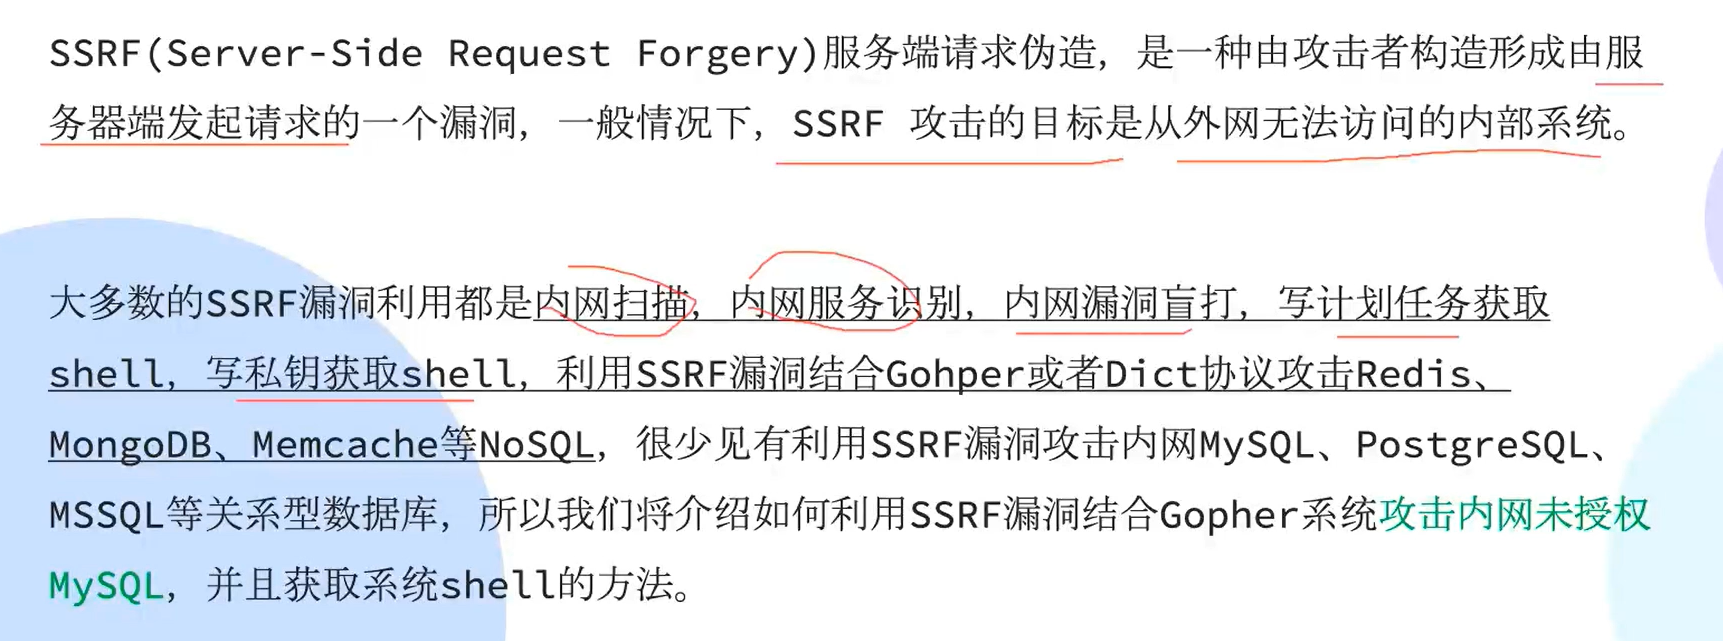 SSRF(Server-Side Request Forgery)服务端请求伪造，是一种由攻击者构造形成由服
务器端发起请求的一个漏洞，一般情况下，SSRF 攻击的目标是从外网无法访问的内部系统。
大多数的SSRF漏洞利用都是内网扫描，内网服务识别，内网漏洞盲打，写计划任务获取
shell，写私钥获取shell，利用SSRF漏洞结合Gohper或者Dict协议攻击Redis、
MongoDB、Memcache等NoSQL，很少见有利用SSRF漏洞攻击内网MySQL、PostgreSQL、
MSSQL等关系型数据库，所以我们将介绍如何利用SSRF漏洞结合Gopher系统攻击内网未授权
MySQL，并且获取系统shell的方法。